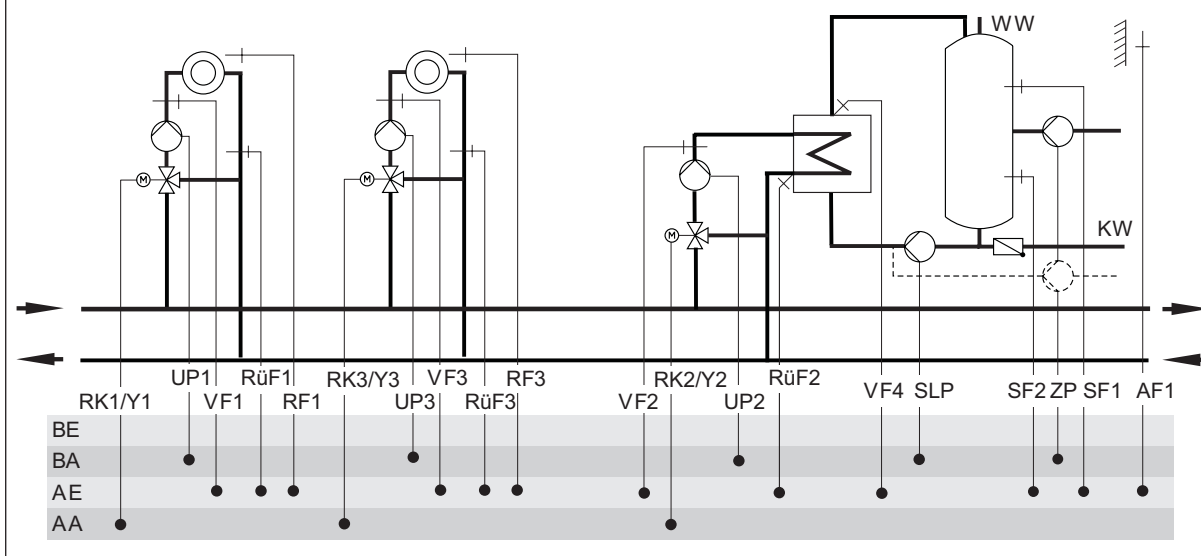 WW
M
M
M
KW
UP1 RüF1 VF3 RF3 RüF2
RK3/Y3 RK2/Y2
RK1/Y1 VF1 RF1 UP3 RüF3 VF2 UP2 VF4 SLP SF2 ZP SF1 AF1
BE
BA
AE
AA